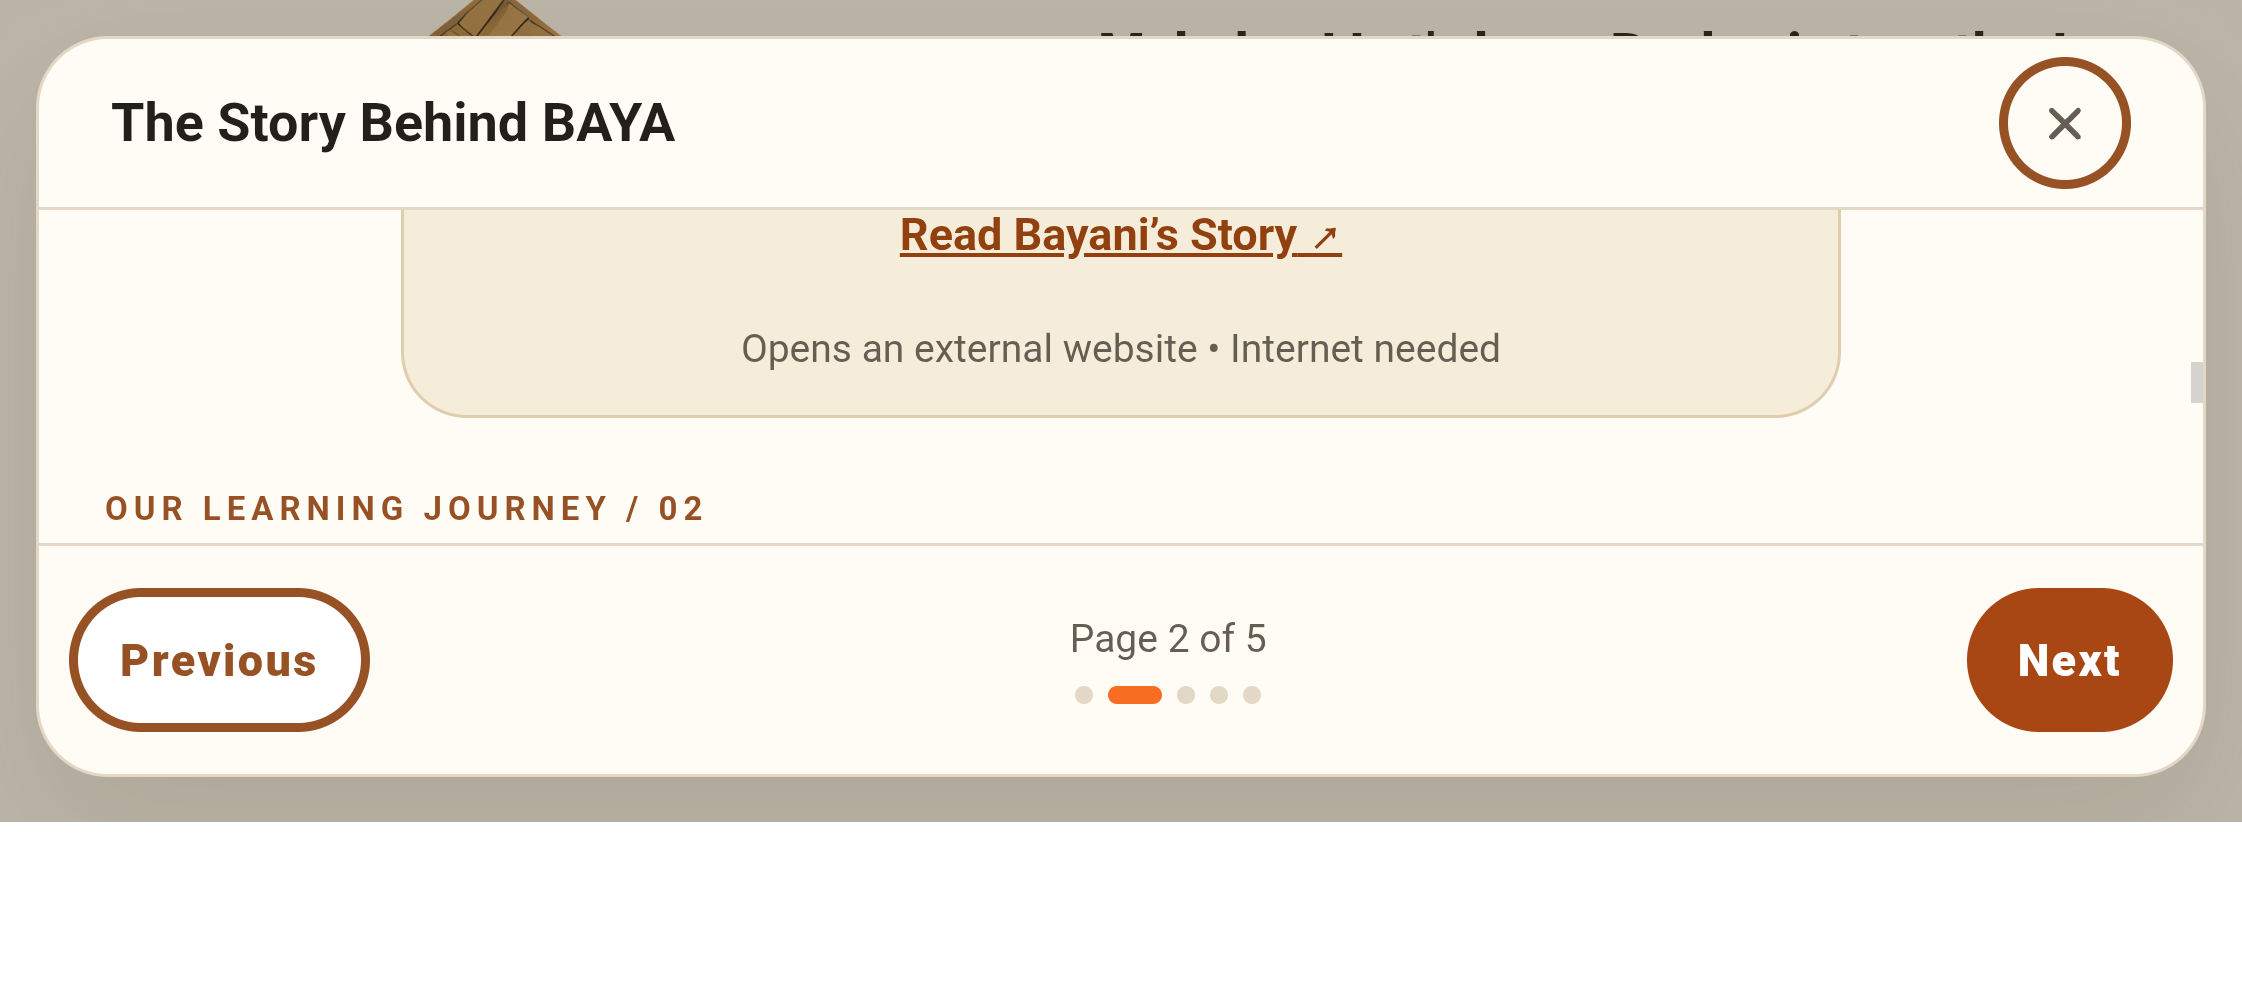 The Story Behind BAYA
Read Bayani’s Story ↗
Opens an external website • Internet needed
OUR LEARNING JOURNEY / 02
Previous
Page 2 of 5
Next